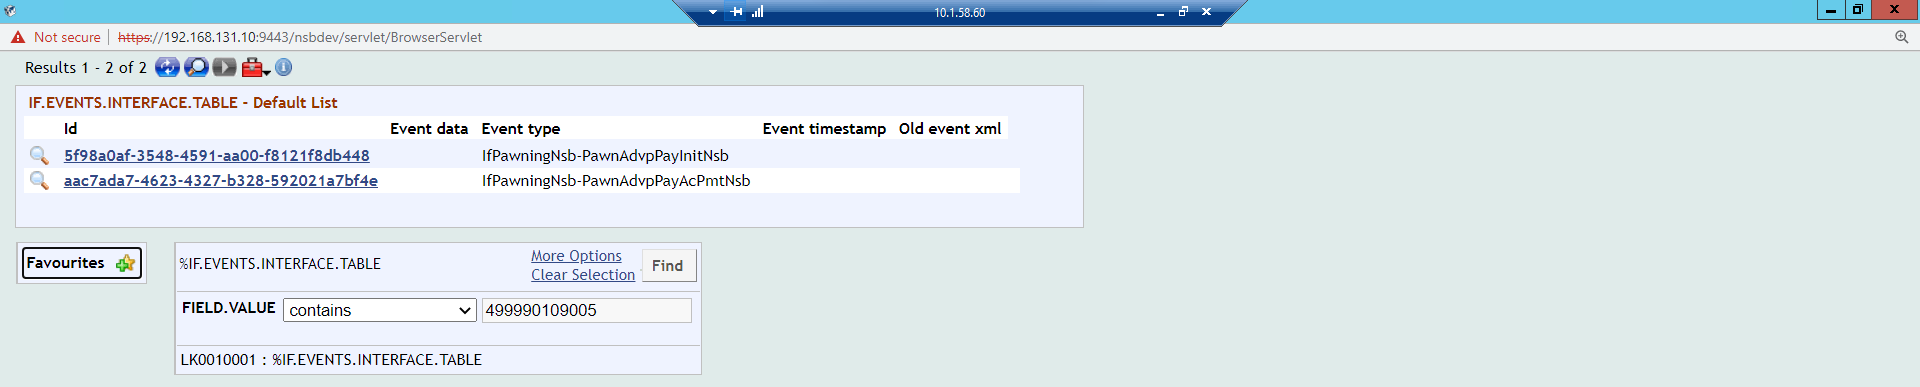 10.1.58.60
Not secure https://192.168.131.10:9443/nsbdev/servlet/BrowserServlet
Results 1 - 2 of 2
IF.EVENTS.INTERFACE.TABLE - Default List
Id Event data Event type Event timestamp Old event xml
5f98a0af-3548-4591-aa00-f8121f8db448 IfPawningNsb-PawnAdvpPayInitNsb
aac7ada7-4623-4327-b328-592021a7bf4e IfPawningNsb-PawnAdvpPayAcPmtNsb
Favourites
%IF.EVENTS.INTERFACE.TABLE
More Options
Clear Selection
Find
FIELD.VALUE contains 499990109005
LK0010001 : %IF.EVENTS.INTERFACE.TABLE